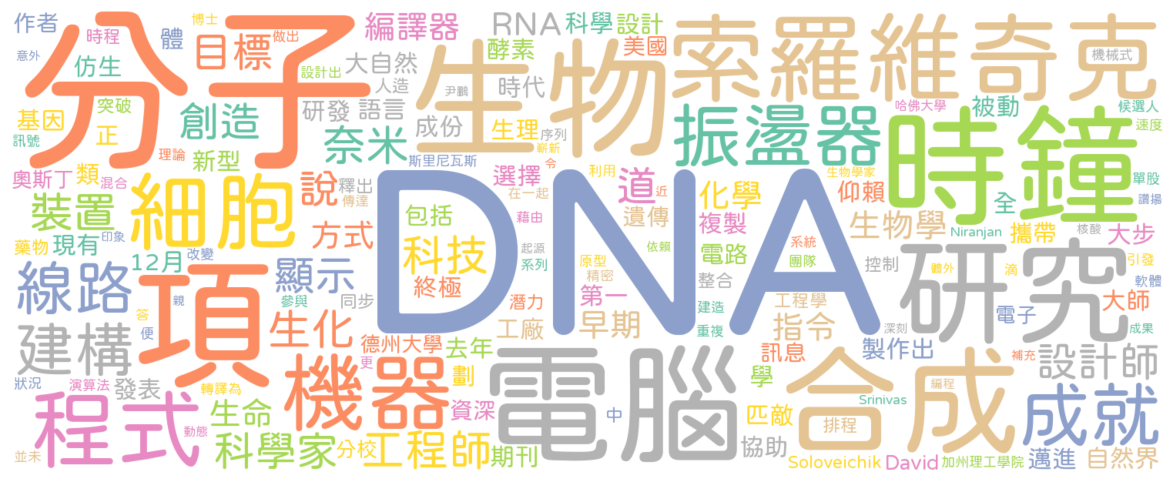 作者 博士 編譯器 RNA 科學 設計
時程 做出 體 目標 酵素 美國 索羅維奇克 機械式
意外 分子 設計出 大自然 生物 時代
仿生 人造 尹鵬 哈佛大學 被動 候選人
基因 突破 創造 研發 語言 成份 生理 序列 振盪器 時鐘 速度
訊號 正 奈米 嶄新
理論 新型 斯里尼瓦斯 令 生物學家
奧斯丁 類 混合 細胞 說 釋出 選擇 利用 道 近 化學 仰賴 全 單股
傳達 在一起 讚揚
裝置 包括 DNA 藉由 遺傳 複製 生物學 攜帶
藥物 現有 印象 方式 科技 起源 依賴 電路 系統 Niranjan 核酸 大步
12月 改變 系列 團隊 控制 研究 引發
線路 項 顯示 終極 原型 精密 整合 體外 滴 軟體
親 參與 同步 潛力 第一 建造 工程學 電子 大師
建構 答 便 生化 工廠 早期 重複 指令 深刻 成果
德州大學 去年 訊息 製作出
狀況 演算法 發表 更 機器 劃 電腦 學 合成 補充 設計師
轉譯為 資深 編程
程式 生命 中 匹敵 Srinivas 成就
動態 排程
並未 科學家 分校 工程師 期刊 協助 Soloveichik David 加州理工學院 邁進 自然界